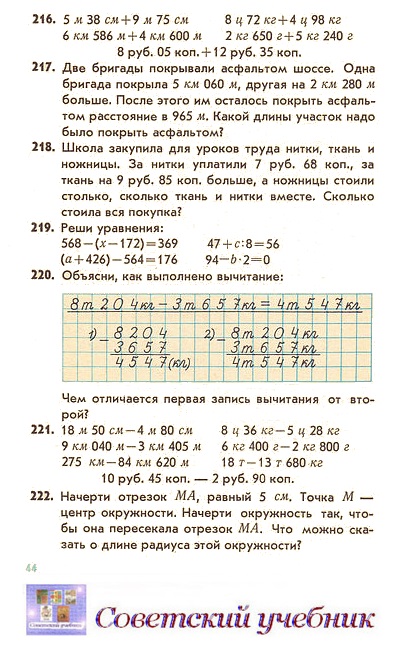 216. 5 м 38 см+9 м 75 см 8 ц 72 кг+4 ц 98 кг
6 км 586 м+4 км 600 м 2 кг 650 г+5 кг 240 г
8 руб. 05 коп.+12 руб. 35 коп.
217. Две бригады покрывали асфальтом шоссе. Одна
бригада покрыла 5 км 060 м, другая на 2 км 280 м
больше. После этого им осталось покрыть асфаль-
том расстояние в 965 м. Какой длины участок надо
было покрыть асфальтом?
218. Школа закупила для уроков труда нитки, ткань и
ножницы. За нитки уплатили 7 руб. 68 коп., за
ткань на 9 руб. 85 коп. больше, а ножницы стоили
столько, сколько ткань и нитки вместе. Сколько
стоила вся покупка?
219. Реши уравнения:
568−(x−172)=369 47+c:8=56
(a+426)−564=176 94−b·2=0
220. Объясни, как выполнено вычитание:
8т 204кг−3т 657кг=4т 547кг
1) −8204 2) −8т 204кг
3657 3т 657кг
4547(кг) 4т 547кг
Чем отличается первая запись вычитания от вто-
рой?
221. 18 м 50 см−4 м 80 см 8 ц 36 кг−5 ц 28 кг
9 км 040 м−3 км 405 м 6 кг 400 г−2 кг 800 г
275 км−84 км 620 м 18 т−13 т 680 кг
10 руб. 45 коп. — 2 руб. 90 коп.
222. Начерти отрезок МА, равный 5 см. Точка М —
центр окружности. Начерти окружность так, что-
бы она пересекала отрезок МА. Что можно ска-
зать о длине радиуса этой окружности?
44
Советский учебник